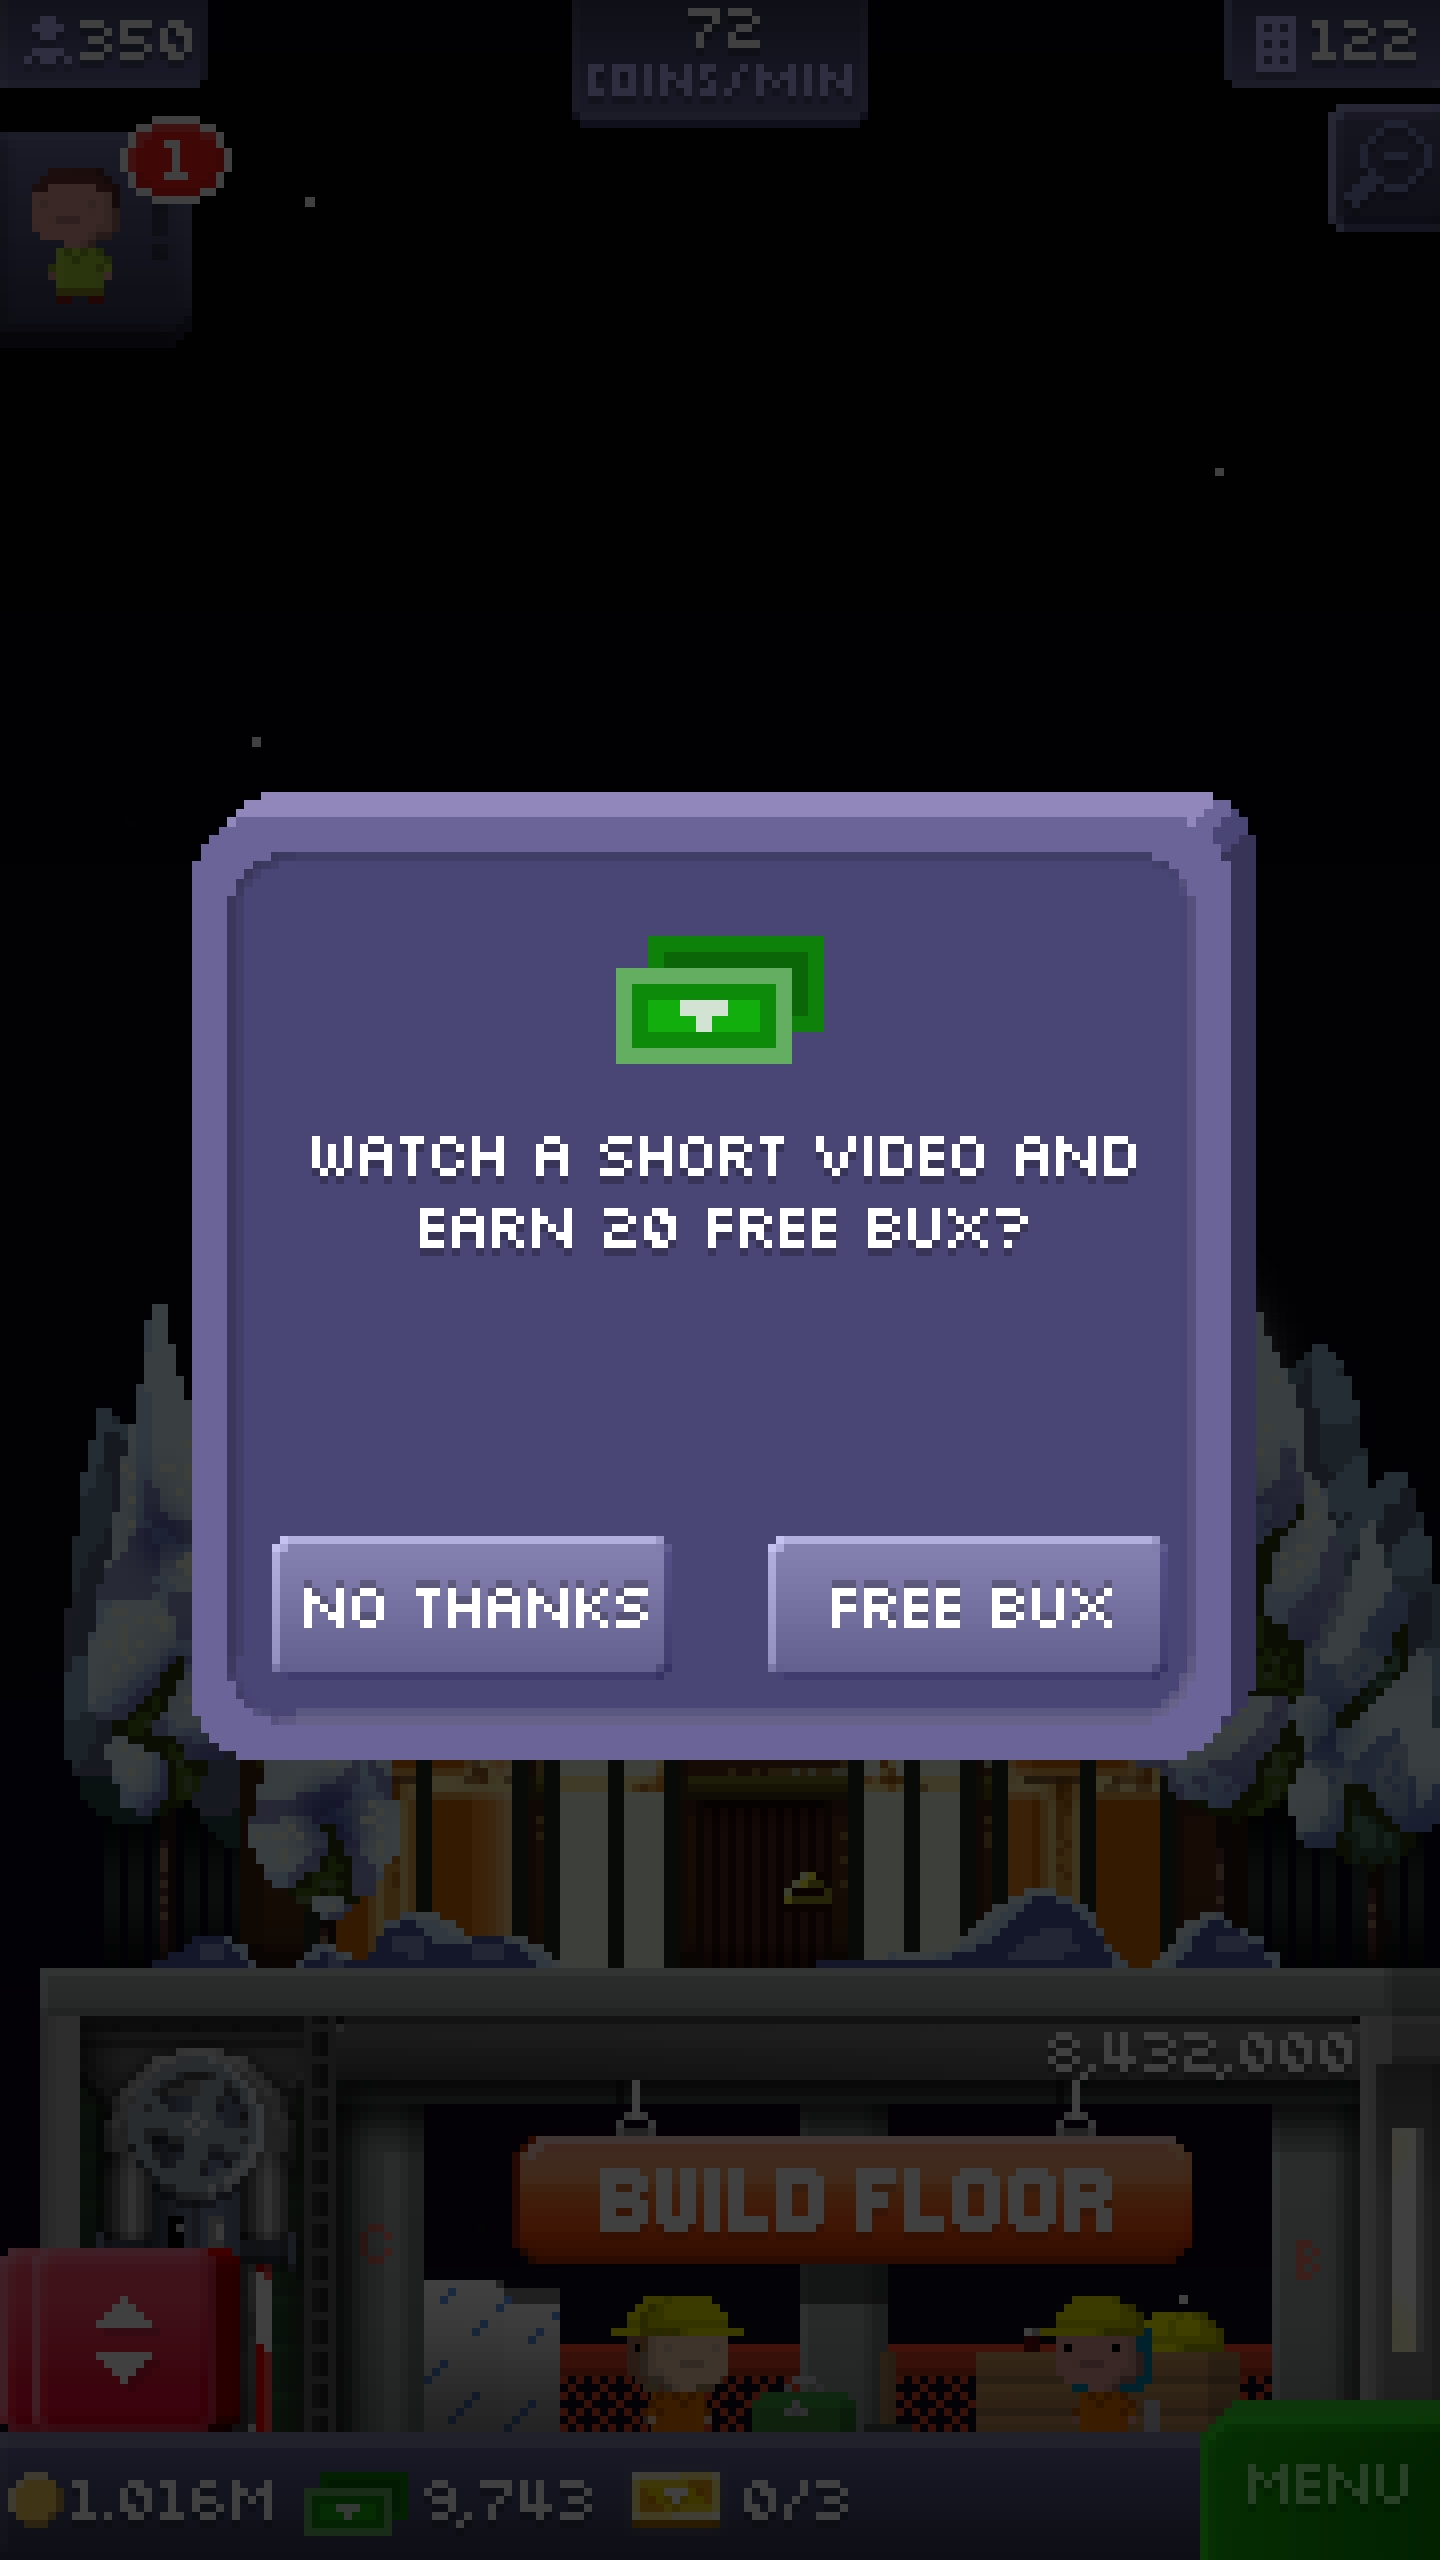 350
72
COINS/MIN
122
1
WATCH A SHORT VIDEO AND
EARN 20 FREE BUX?
NO THANKS
FREE BUX
8,432,000
BUILD FLOOR
C
B
1.016M
9,743
0/3
MENU